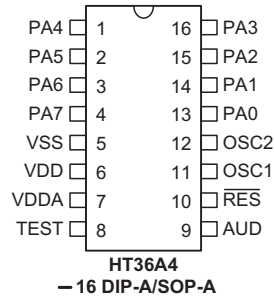 PA4 1 16 PA3
PA5 2 15 PA2
PA6 3 14 PA1
PA7 4 13 PA0
VSS 5 12 OSC2
VDD 6 11 OSC1
VDDA 7 10 RES
TEST 8 9 AUD
HT36A4
– 16 DIP-A/SOP-A